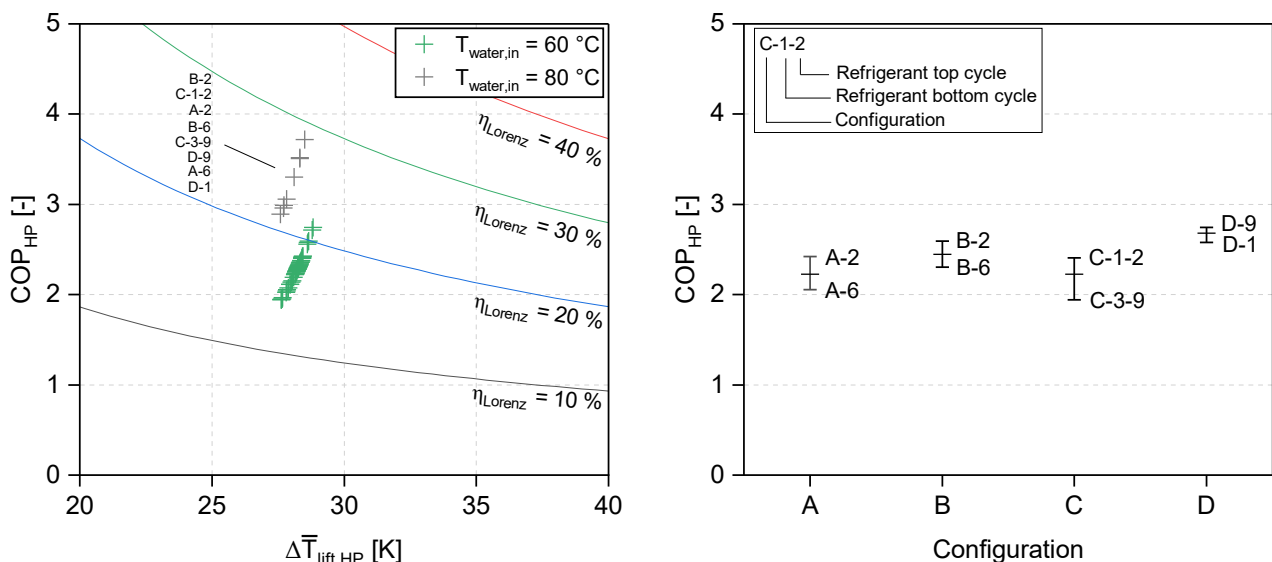 5
4
3
2
1
0
20
25
30
35
40
COP_HP [-]
ΔT̅_lift,HP [K]
T_water,in = 60 °C
T_water,in = 80 °C
B-2
C-1-2
A-2
B-6
C-3-9
D-9
A-6
D-1
η_Lorenz = 40 %
η_Lorenz = 30 %
η_Lorenz = 20 %
η_Lorenz = 10 %
5
4
3
2
1
0
COP_HP [-]
C-1-2
Refrigerant top cycle
Refrigerant bottom cycle
Configuration
A-2
A-6
B-2
B-6
C-1-2
C-3-9
D-9
D-1
A
B
C
D
Configuration